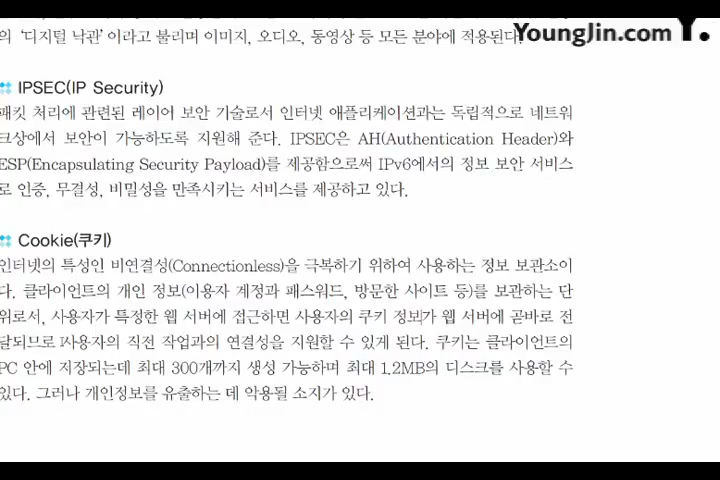 의 '디지털 낙관'이라고 불리며 이미지, 오디오, 동영상 등 모든 분야에 적용된다.
YoungJin.com Y.
IPSEC(IP Security)
패킷 처리에 관련된 레이어 보안 기술로서 인터넷 애플리케이션과는 독립적으로 네트워
크상에서 보안이 가능하도록 지원해 준다. IPSEC은 AH(Authentication Header)와
ESP(Encapsulating Security Payload)를 제공함으로써 IPv6에서의 정보 보안 서비스
로 인증, 무결성, 비밀성을 만족시키는 서비스를 제공하고 있다.
Cookie(쿠키)
인터넷의 특성인 비연결성(Connectionless)을 극복하기 위하여 사용하는 정보 보관소이
다. 클라이언트의 개인 정보(이용자 계정과 패스워드, 방문한 사이트 등)를 보관하는 단
위로서, 사용자가 특정한 웹 서버에 접근하면 사용자의 쿠키 정보가 웹 서버에 곧바로 전
달되므로 사용자의 직전 작업과의 연결성을 지원할 수 있게 된다. 쿠키는 클라이언트의
PC 안에 저장되는데 최대 300개까지 생성 가능하며 최대 1.2MB의 디스크를 사용할 수
있다. 그러나 개인정보를 유출하는 데 악용될 소지가 있다.